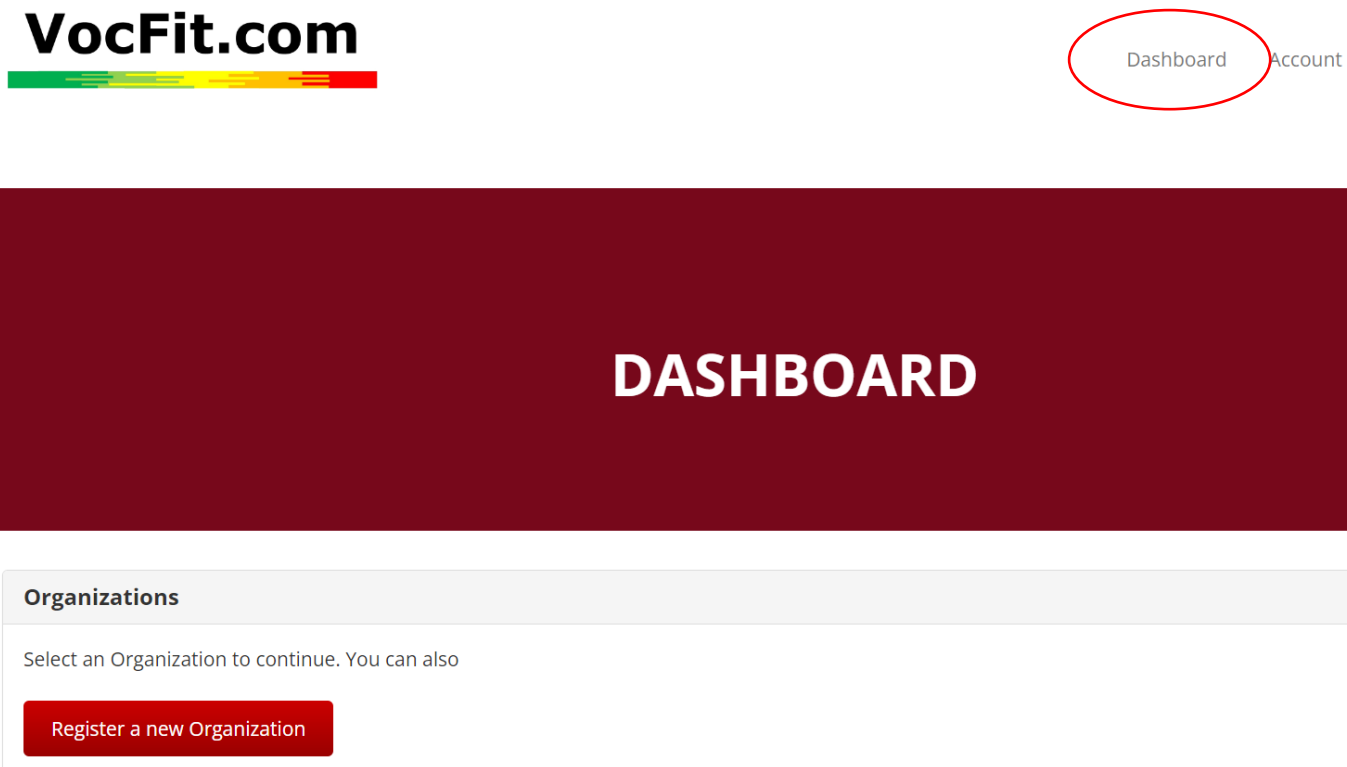 VocFit.com
Dashboard Account
DASHBOARD
Organizations
Select an Organization to continue. You can also
Register a new Organization